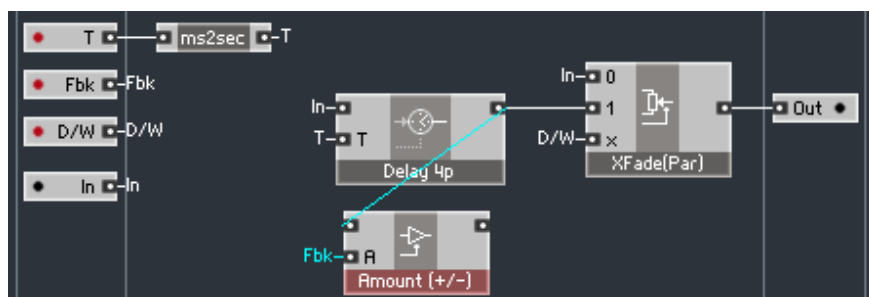 T
ms2sec
T
Fbk
Fbk
D/W
D/W
In
In
In
T
T
Delay 4p
In
0
1
D/W
x
XFade(Par)
Out
Fbk
A
Amount (+/-)